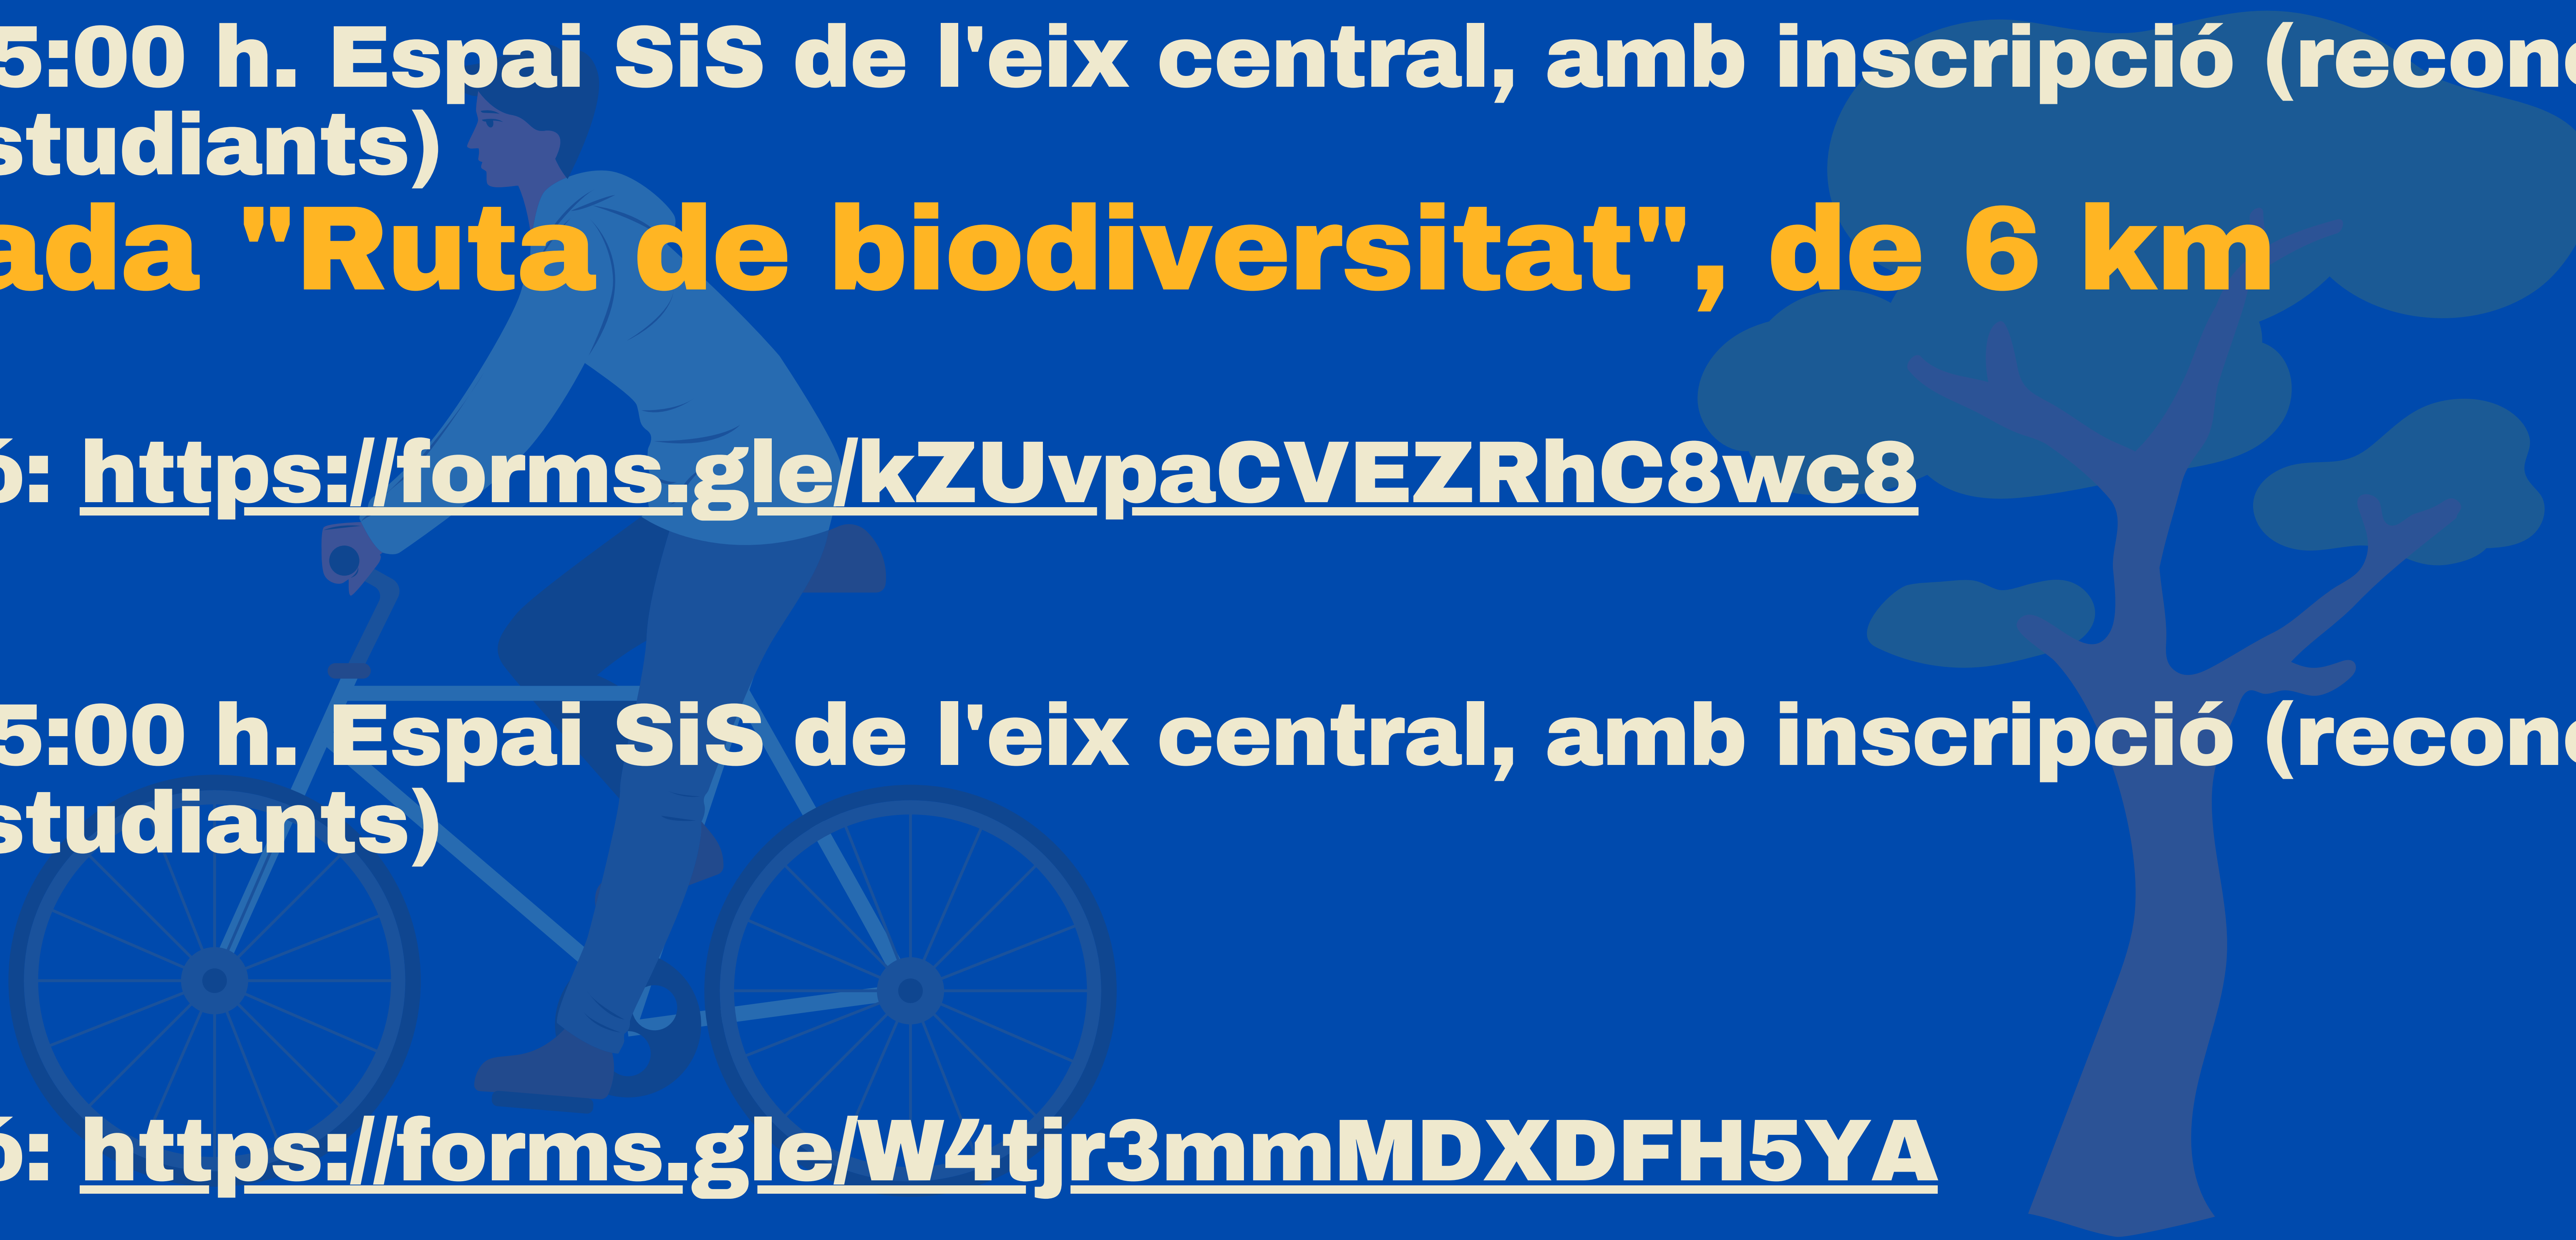 5:00 h. Espai SiS de l'eix central, amb inscripció (recon
studiants)
ada "Ruta de biodiversitat", de 6 km
ó: https://forms.gle/kZUvpaCVEZRhC8wc8
5:00 h. Espai SiS de l'eix central, amb inscripció (recon
studiants)
ó: https://forms.gle/W4tjr3mmMDXDFH5YA